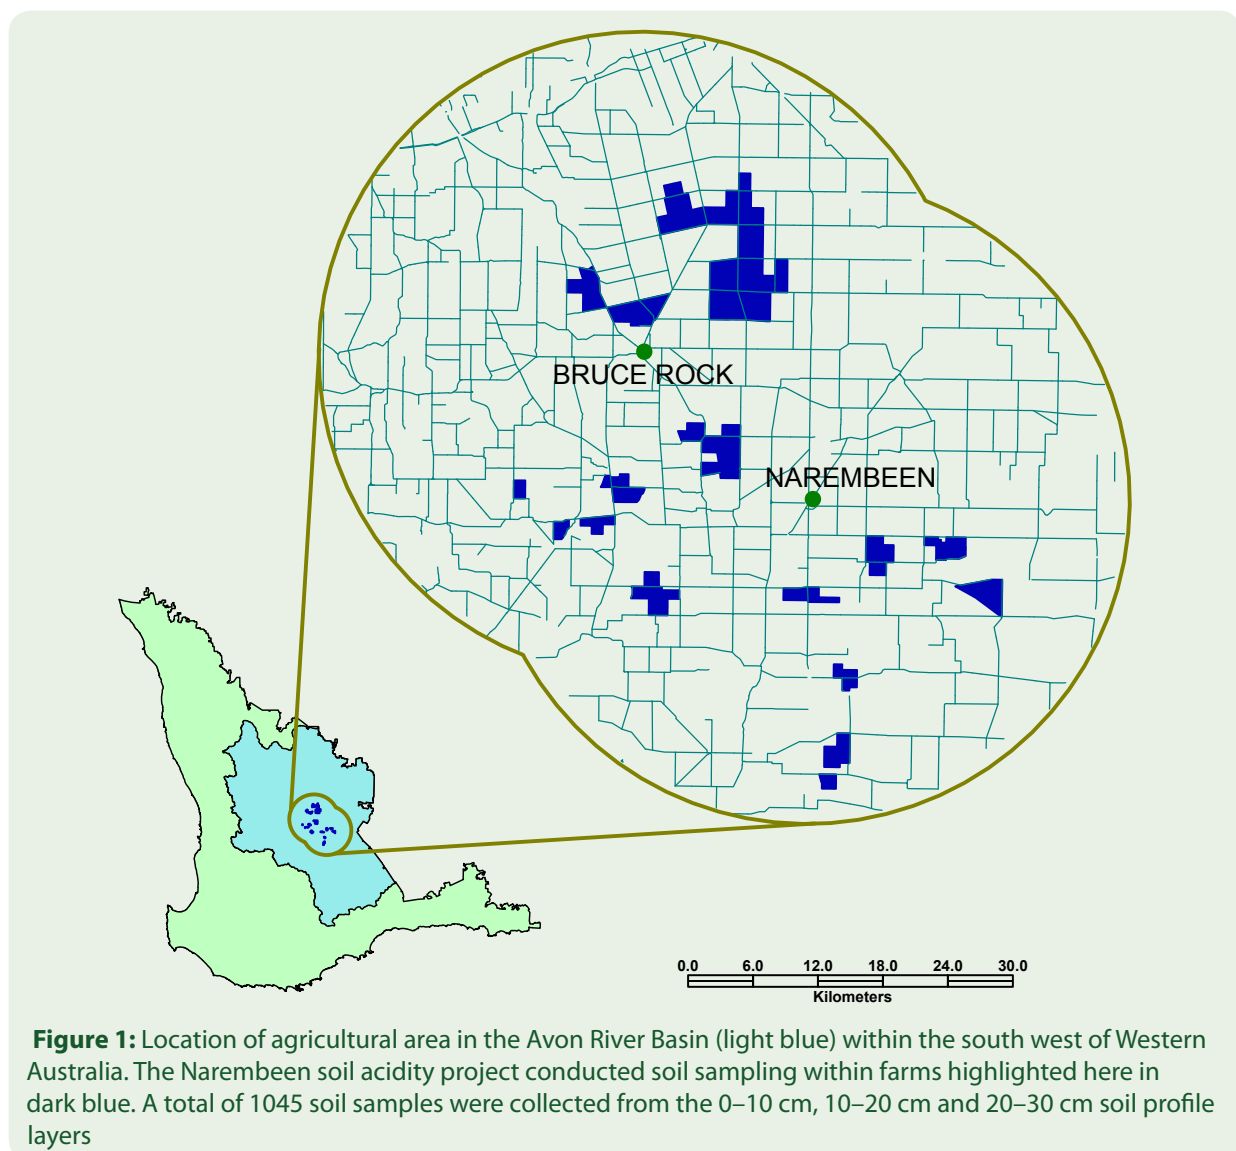 BRUCE ROCK
NAREMBEEN
0.0 6.0 12.0 18.0 24.0 30.0
Kilometers
Figure 1: Location of agricultural area in the Avon River Basin (light blue) within the south west of Western
Australia. The Narembeen soil acidity project conducted soil sampling within farms highlighted here in
dark blue. A total of 1045 soil samples were collected from the 0–10 cm, 10–20 cm and 20–30 cm soil profile
layers